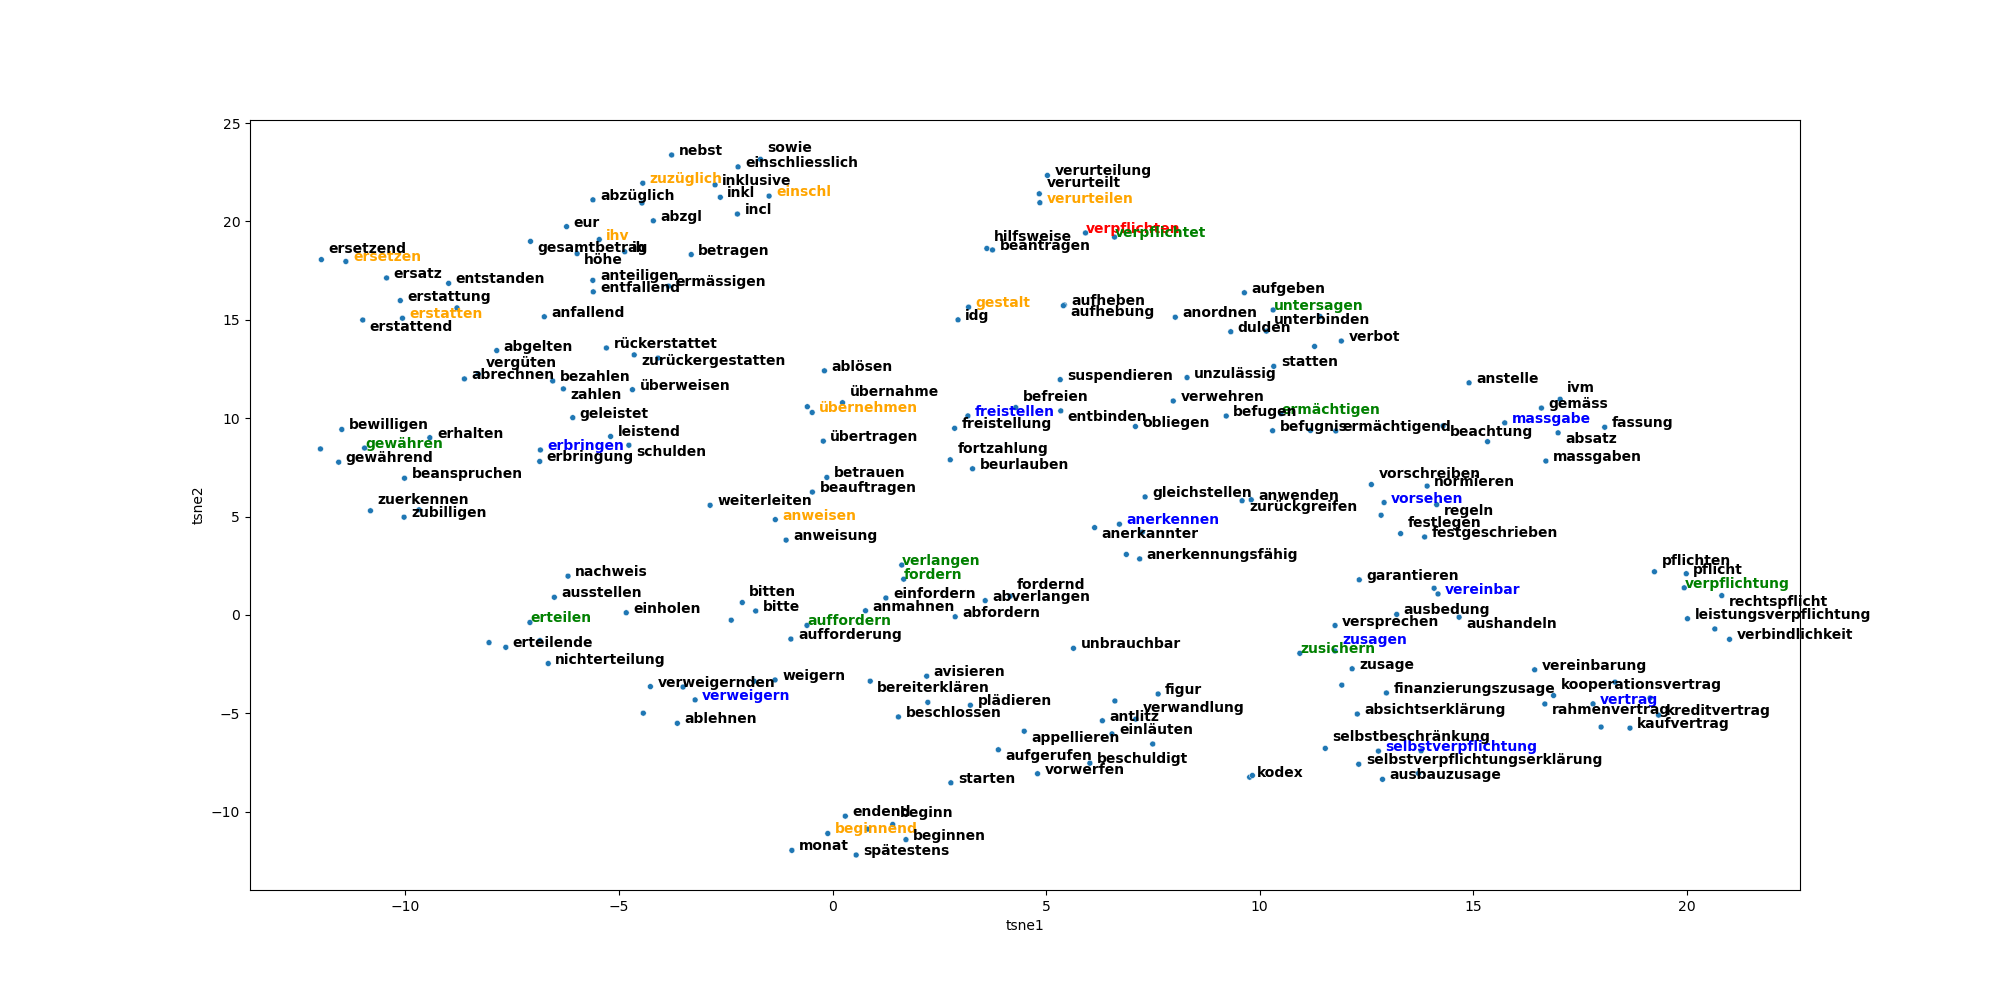 25
20
15
10
5
0
−5
−10
tsne2
−10
−5
0
5
10
15
20
tsne1
nebst
sowie
einschliesslich
zuzüglich
inklusive
einschl
abzüglich
inkl
incl
abzgl
eur
ihv
gesamtbetrag
höhe
betragen
anteiligen
entfallend
ermässigen
anfallend
ersetzend
ersetzen
ersatz
entstanden
erstattung
erstatten
erstattend
verurteilung
verurteilt
verurteilen
verpflichten
verpflichtet
hilfsweise
beantragen
gestalt
idg
aufheben
aufhebung
anordnen
aufgeben
untersagen
unterbinden
dulden
verbot
statten
abgelten
vergüten
abrechnen
rückerstattet
zurückergestatten
bezahlen
zahlen
überweisen
geleistet
leistend
erbringen
erbringung
schulden
bewilligen
gewähren
erhalten
gewährend
beanspruchen
zuerkennen
zubilligen
ablösen
übernahme
übernehmen
übertragen
betrauen
beauftragen
weiterleiten
anweisen
anweisung
suspendieren
unzulässig
befreien
freistellen
freistellung
entbinden
verwehren
obliegen
befugen
ermächtigen
befugnis
ermächtigend
fortzahlung
beurlauben
anstelle
ivm
gemäss
massgabe
fassung
beachtung
absatz
massgaben
gleichstellen
anwenden
zurückgreifen
anerkennen
anerkannter
anerkennungsfähig
vorschreiben
normieren
vorsehen
regeln
festlegen
festgeschrieben
nachweis
ausstellen
erteilen
einholen
erteilende
nichterteilung
bitten
bitte
auffordern
aufforderung
verlangen
fordern
einfordern
anmahnen
fordernd
abverlangen
abfordern
garantieren
vereinbar
ausbedung
aushandeln
versprechen
zusagen
zusichern
zusage
pflichten
pflicht
verpflichtung
rechtspflicht
leistungsverpflichtung
verbindlichkeit
unbrauchbar
verweigernden
weigern
verweigern
ablehnen
avisieren
bereiterklären
plädieren
beschlossen
figur
verwandlung
antlitz
einläuten
appellieren
aufgerufen
beschuldigt
vorwerfen
starten
finanzierungszusage
absichtserklärung
vereinbarung
kooperationsvertrag
vertrag
rahmenvertrag
kreditvertrag
kaufvertrag
selbstbeschränkung
selbstverpflichtung
selbstverpflichtungserklärung
ausbauzusage
kodex
endend
beginn
beginnend
beginnen
monat
spätestens